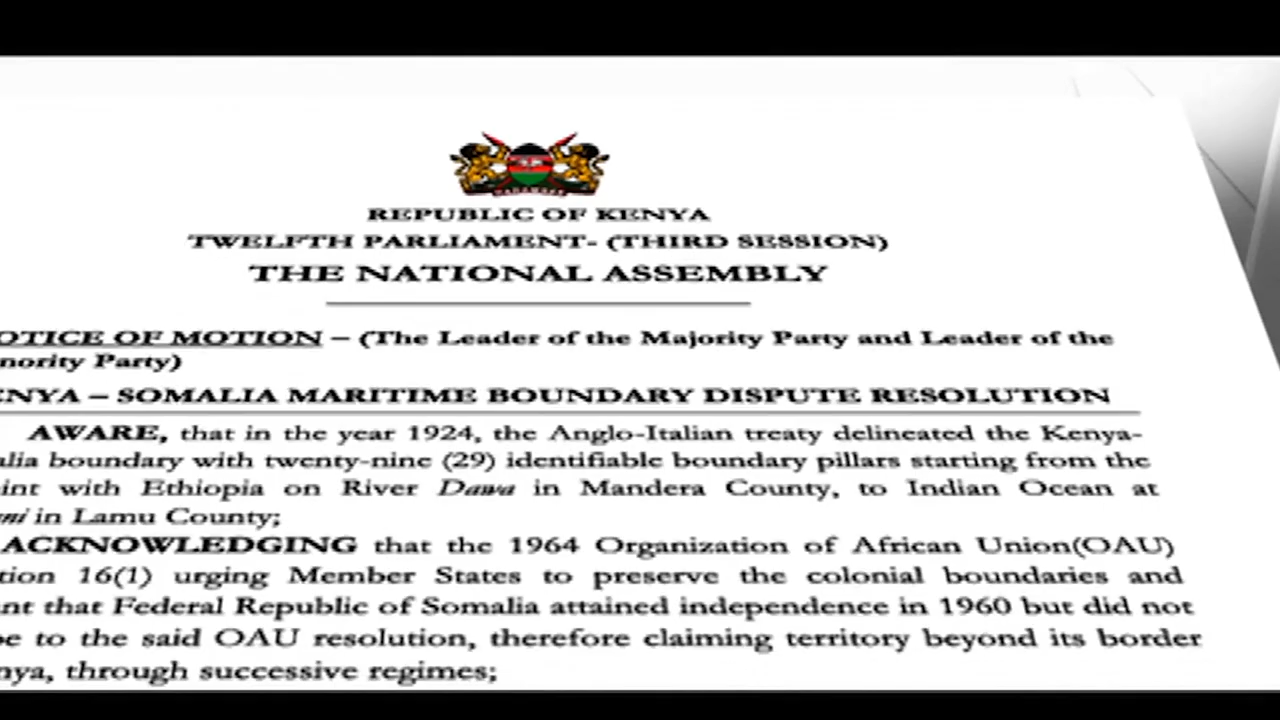 REPUBLIC OF KENYA
TWELFTH PARLIAMENT- (THIRD SESSION)
THE NATIONAL ASSEMBLY
OTICE OF MOTION – (The Leader of the Majority Party and Leader of the
nority Party)
ENYA – SOMALIA MARITIME BOUNDARY DISPUTE RESOLUTION
AWARE, that in the year 1924, the Anglo-Italian treaty delineated the Kenya-
alia boundary with twenty-nine (29) identifiable boundary pillars starting from the
int with Ethiopia on River Dawa in Mandera County, to Indian Ocean at
ni in Lamu County;
ACKNOWLEDGING that the 1964 Organization of African Union(OAU)
tion 16(1) urging Member States to preserve the colonial boundaries and
nt that Federal Republic of Somalia attained independence in 1960 but did not
be to the said OAU resolution, therefore claiming territory beyond its border
nya, through successive regimes;